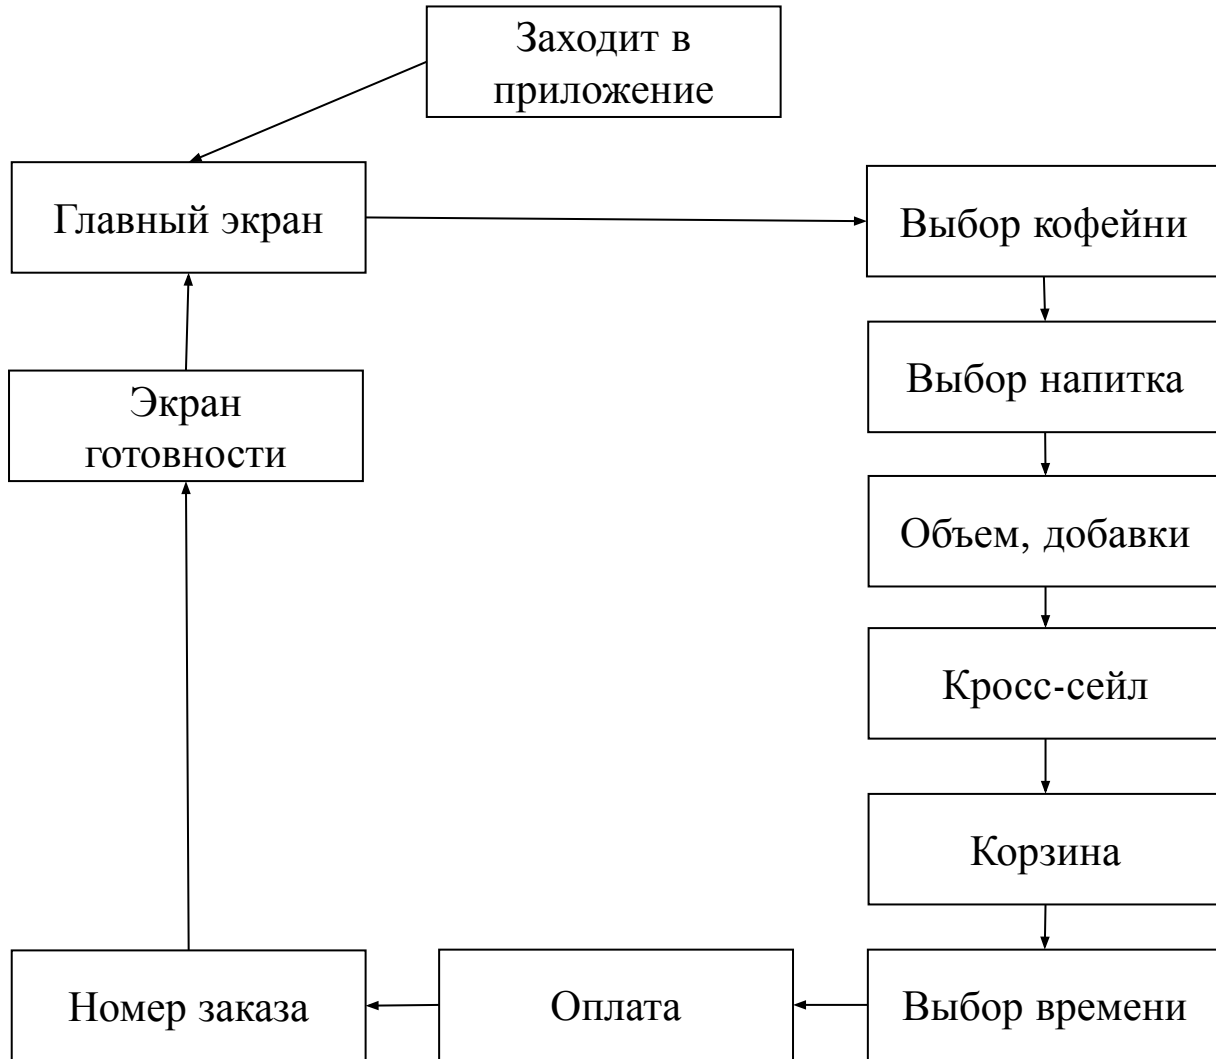 Заходит в
приложение
Главный экран
Выбор кофейни
Выбор напитка
Экран
готовности
Объем, добавки
Кросс-сейл
Корзина
Номер заказа
Оплата
Выбор времени